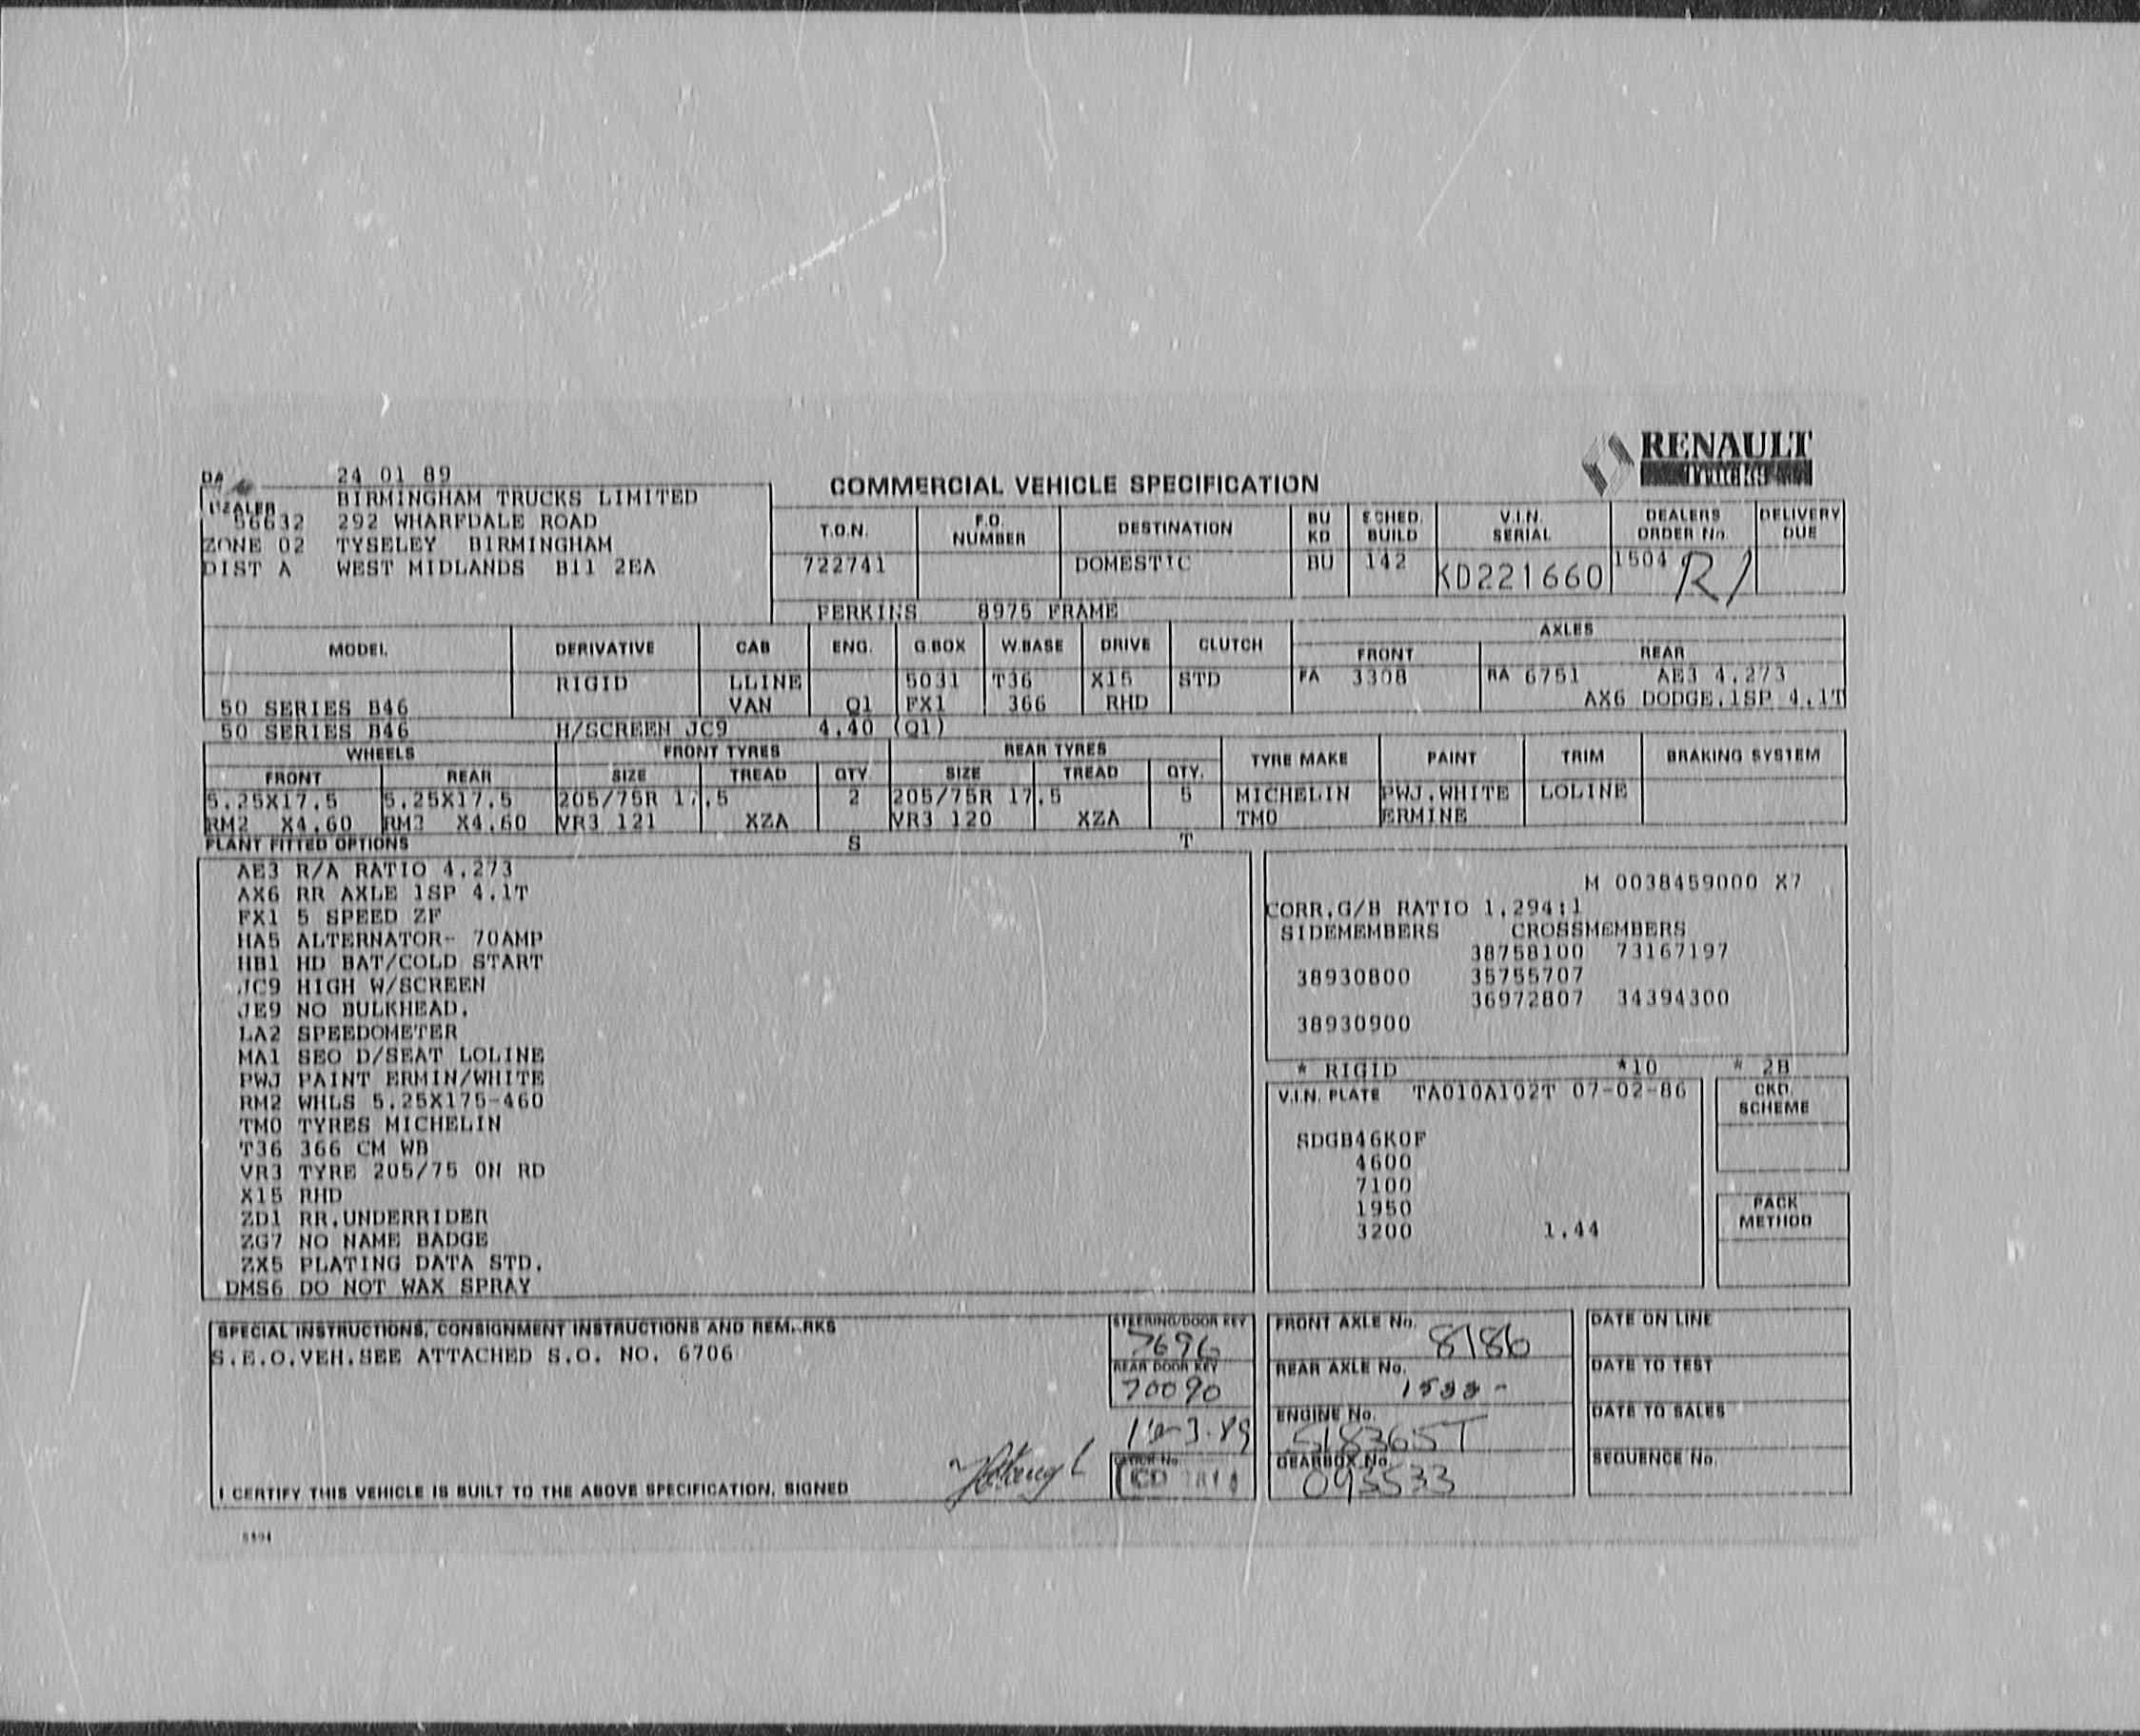 RENAULT
24 01 89
COMMERCIAL VEHICLE SPECIFICATION
DEALER BIRMINGHAM TRUCKS LIMITED
56632 292 WHARFDALE ROAD
ZONE 02 TYSELEY BIRMINGHAM
DIST A WEST MIDLANDS B11 2EA
T.O.N. F.O. NUMBER DESTINATION BU KD SCHED. BUILD V.I.N. SERIAL DEALERS ORDER No. DELIVERY DUE
722741 DOMESTIC BU 142 KD221660 1504 R1
PERKINS 8975 FRAME
MODEL DERIVATIVE CAB ENG. G.BOX W.BASE DRIVE CLUTCH AXLES
FRONT REAR
RIGID LLINE 5031 T36 X15 STD FA 3308 RA 6751 AE3 4.273
50 SERIES B46 VAN Q1 FX1 366 RHD AX6 DODGE.1SP 4.1T
50 SERIES B46 H/SCREEN JC9 4.40 (Q1)
WHEELS FRONT TYRES REAR TYRES TYRE MAKE PAINT TRIM BRAKING SYSTEM
FRONT REAR SIZE TREAD QTY. SIZE TREAD QTY.
5.25X17.5 5.25X17.5 205/75R 17.5 2 205/75R 17.5 5 MICHELIN PWJ.WHITE LOLINE
RM2 X4.60 RM2 X4.60 VR3 121 XZA VR3 120 XZA TM0 ERMINE
PLANT FITTED OPTIONS S T
AE3 R/A RATIO 4.273
AX6 RR AXLE 1SP 4.1T
FX1 5 SPEED ZF
HA5 ALTERNATOR- 70AMP
HB1 HD BAT/COLD START
JC9 HIGH W/SCREEN
JE9 NO BULKHEAD.
LA2 SPEEDOMETER
MA1 SEO D/SEAT LOLINE
PWJ PAINT ERMIN/WHITE
RM2 WHLS 5.25X175-460
TM0 TYRES MICHELIN
T36 366 CM WB
VR3 TYRE 205/75 ON RD
X15 RHD
ZD1 RR.UNDERRIDER
ZG7 NO NAME BADGE
ZX5 PLATING DATA STD.
DMS6 DO NOT WAX SPRAY
M 0038459000 X7
CORR.G/B RATIO 1.294:1
SIDEMEMBERS CROSSMEMBERS
38758100 73167197
38930800 35755707
36972807 34394300
38930900
* RIGID *10 * 2B
V.I.N. PLATE TA010A102T 07-02-86
CKD. SCHEME
SDGB46K0F
4600
7100
1950
3200 1.44
PACK METHOD
SPECIAL INSTRUCTIONS, CONSIGNMENT INSTRUCTIONS AND REMARKS
S.E.O.VEH.SEE ATTACHED S.O. NO. 6706
STEERING/DOOR KEY
7696
REAR DOOR KEY
70090
FRONT AXLE No. 8186
REAR AXLE No.
ENGINE No.
518365T
GEARBOX No.
093533
DATE ON LINE
DATE TO TEST
DATE TO SALES
SEQUENCE No.
I CERTIFY THIS VEHICLE IS BUILT TO THE ABOVE SPECIFICATION. SIGNED